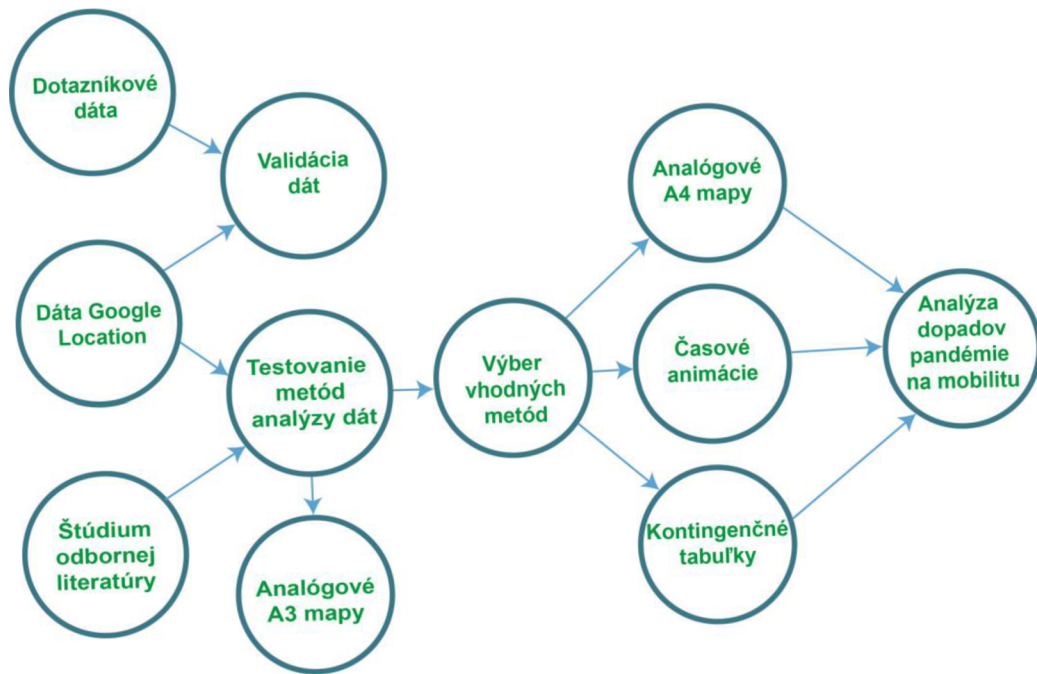 Dotazníkové
dáta
Validácia
dát
Dáta Google
Location
Testovanie
metód
analýzy dát
Štúdium
odbornej
literatúry
Analógové
A3 mapy
Výber
vhodných
metód
Analógové
A4 mapy
Časové
animácie
Kontingenčné
tabuľky
Analýza
dopadov
pandémie
na mobilitu